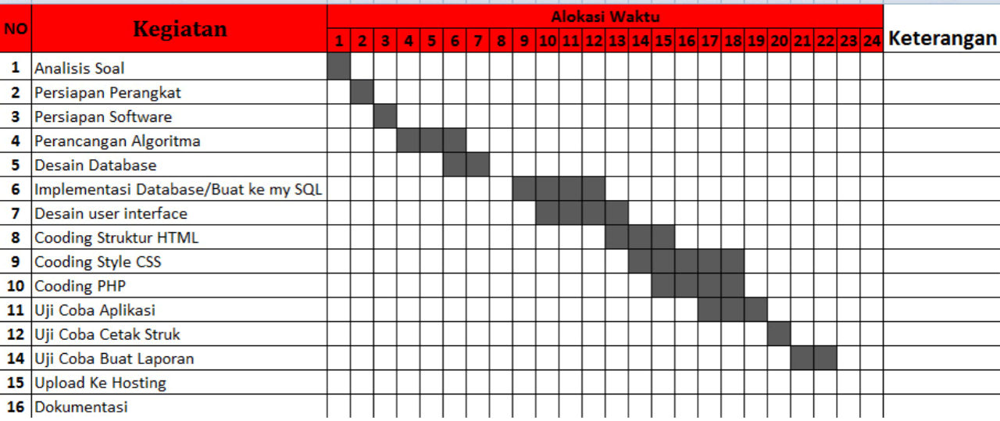 NO Kegiatan Alokasi Waktu Keterangan
1 2 3 4 5 6 7 8 9 10 11 12 13 14 15 16 17 18 19 20 21 22 23 24
1 Analisis Soal
2 Persiapan Perangkat
3 Persiapan Software
4 Perancangan Algoritma
5 Desain Database
6 Implementasi Database/Buat ke my SQL
7 Desain user interface
8 Cooding Struktur HTML
9 Cooding Style CSS
10 Cooding PHP
11 Uji Coba Aplikasi
12 Uji Coba Cetak Struk
14 Uji Coba Buat Laporan
15 Upload Ke Hosting
16 Dokumentasi